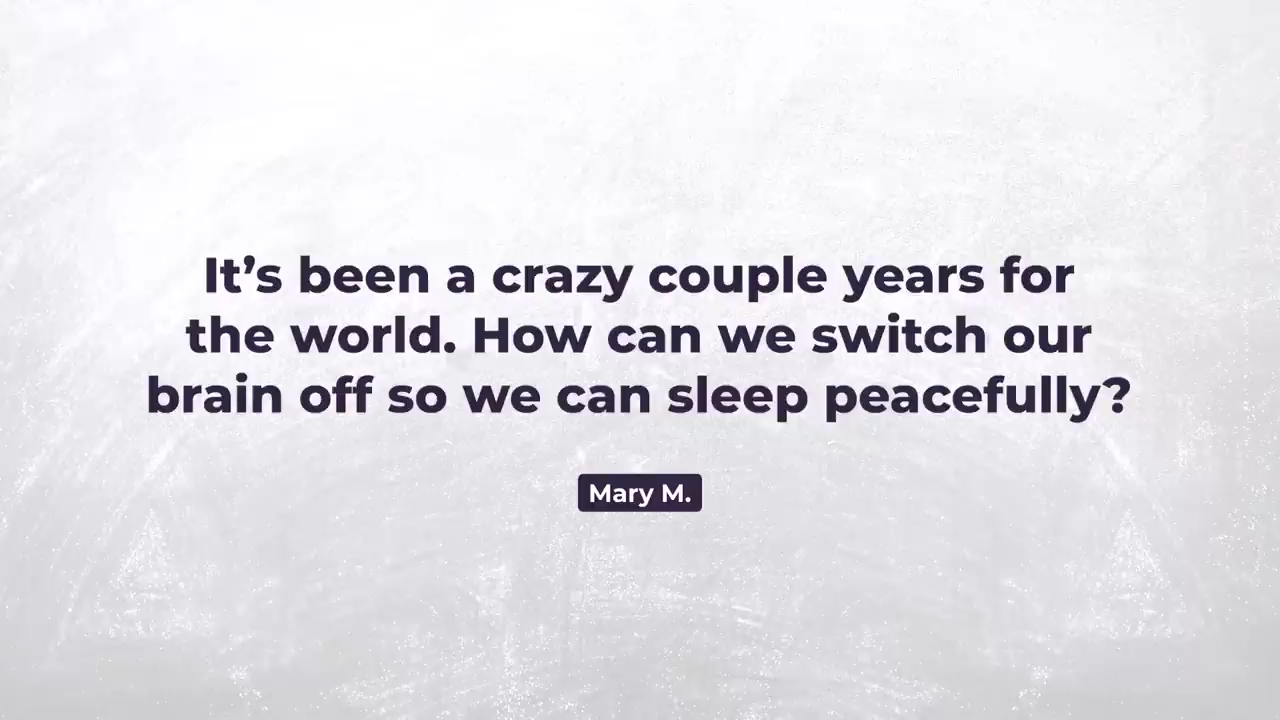 It’s been a crazy couple years for
the world. How can we switch our
brain off so we can sleep peacefully?
Mary M.